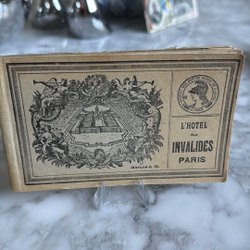 L'HOTEL
des
INVALIDES
PARIS